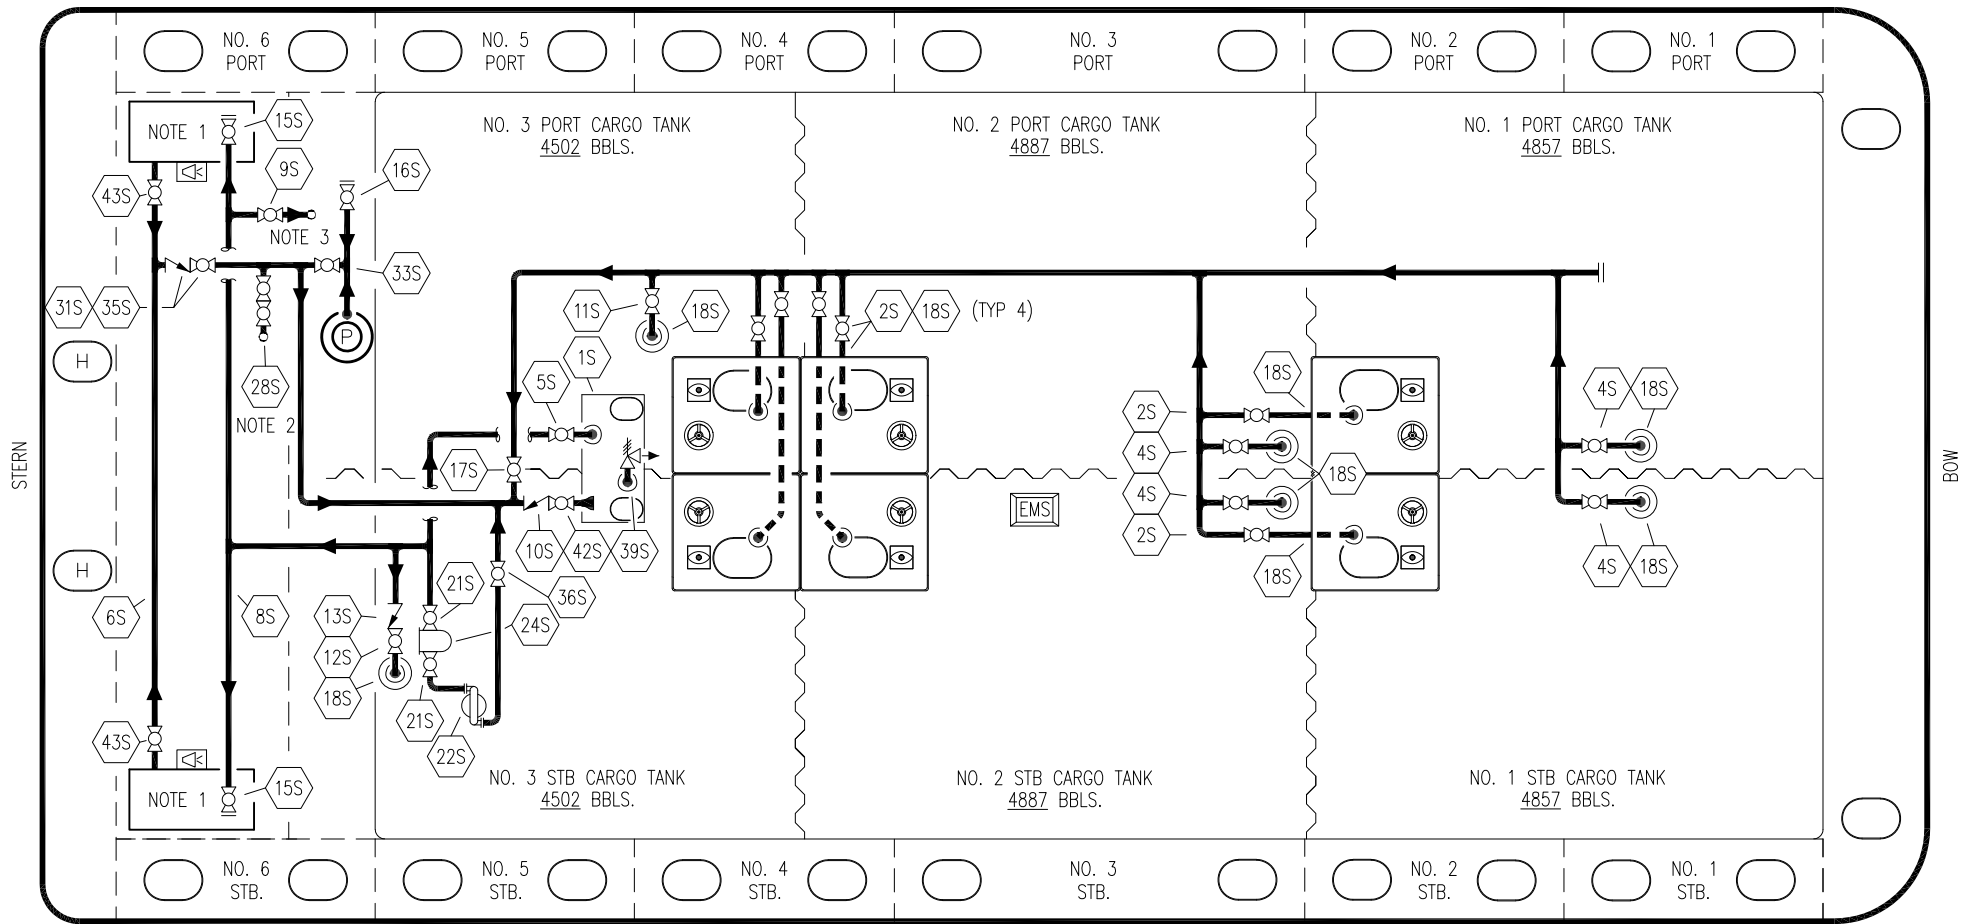 NO. 6
PORT
NO. 5
PORT
NO. 4
PORT
NO. 3
PORT
NO. 2
PORT
NO. 1
PORT
NOTE 1
15S
NO. 3 PORT CARGO TANK
4502 BBLS.
NO. 2 PORT CARGO TANK
4887 BBLS.
NO. 1 PORT CARGO TANK
4857 BBLS.
9S
16S
43S
NOTE 3
33S
31S
35S
11S
18S
2S
18S
(TYP 4)
P
1S
H
28S
5S
18S
4S
18S
NOTE 2
2S
4S
STERN
17S
18S
BOW
4S
EMS
2S
10S
42S
39S
H
21S
36S
18S
4S
18S
6S
8S
13S
24S
12S
18S
21S
43S
22S
NOTE 1
15S
NO. 3 STB CARGO TANK
4502 BBLS.
NO. 2 STB CARGO TANK
4887 BBLS.
NO. 1 STB CARGO TANK
4857 BBLS.
NO. 6
STB.
NO. 5
STB.
NO. 4
STB.
NO. 3
STB.
NO. 2
STB.
NO. 1
STB.